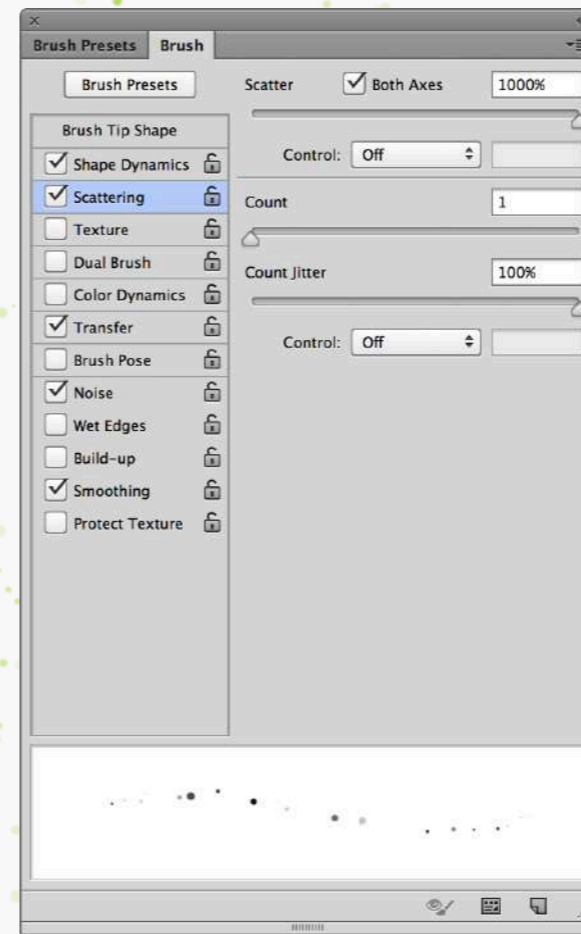 Brush Presets Brush
Brush Presets
Scatter Both Axes 1000%
Brush Tip Shape
Shape Dynamics
Control: Off
Scattering
Count 1
Texture
Dual Brush
Count Jitter 100%
Color Dynamics
Transfer
Control: Off
Brush Pose
Noise
Wet Edges
Build-up
Smoothing
Protect Texture